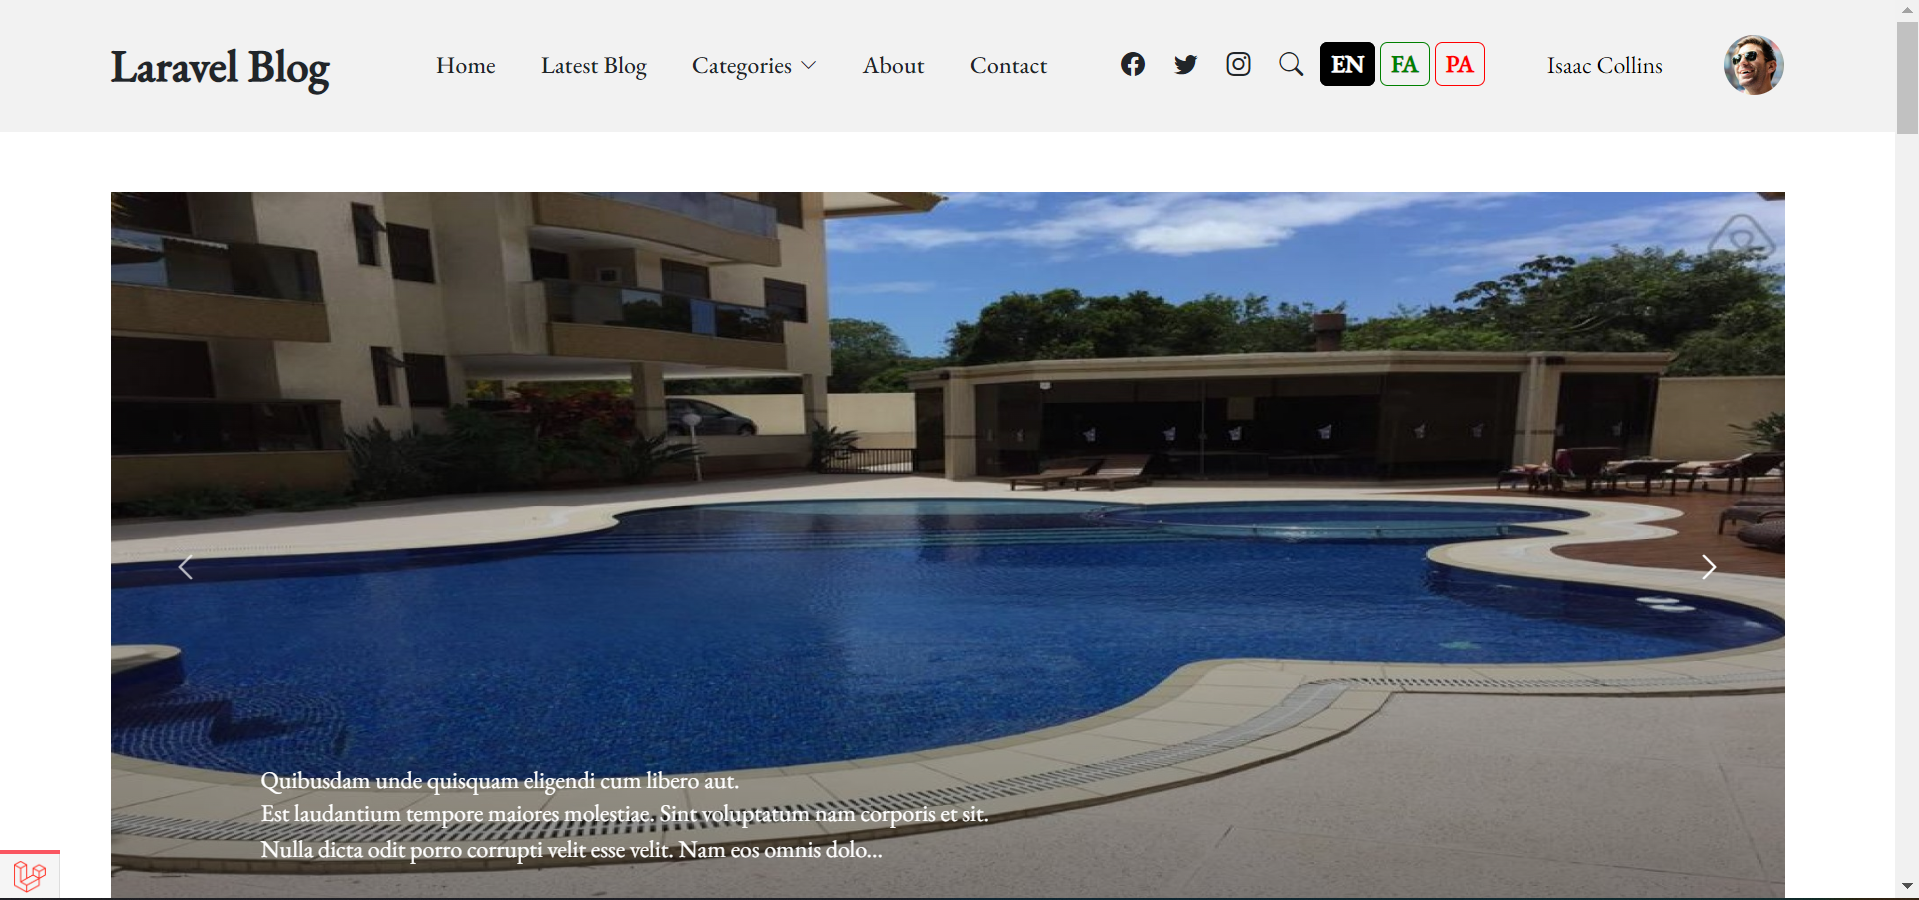 Laravel Blog
Home
Latest Blog
Categories
About
Contact
EN
FA
PA
Isaac Collins
Quibusdam unde quisquam eligendi cum libero aut.
Est laudantium tempore maiores molestiae. Sint voluptatum nam corporis et sit.
Nulla dicta odit porro corrupti velit esse velit. Nam eos omnis dolo...